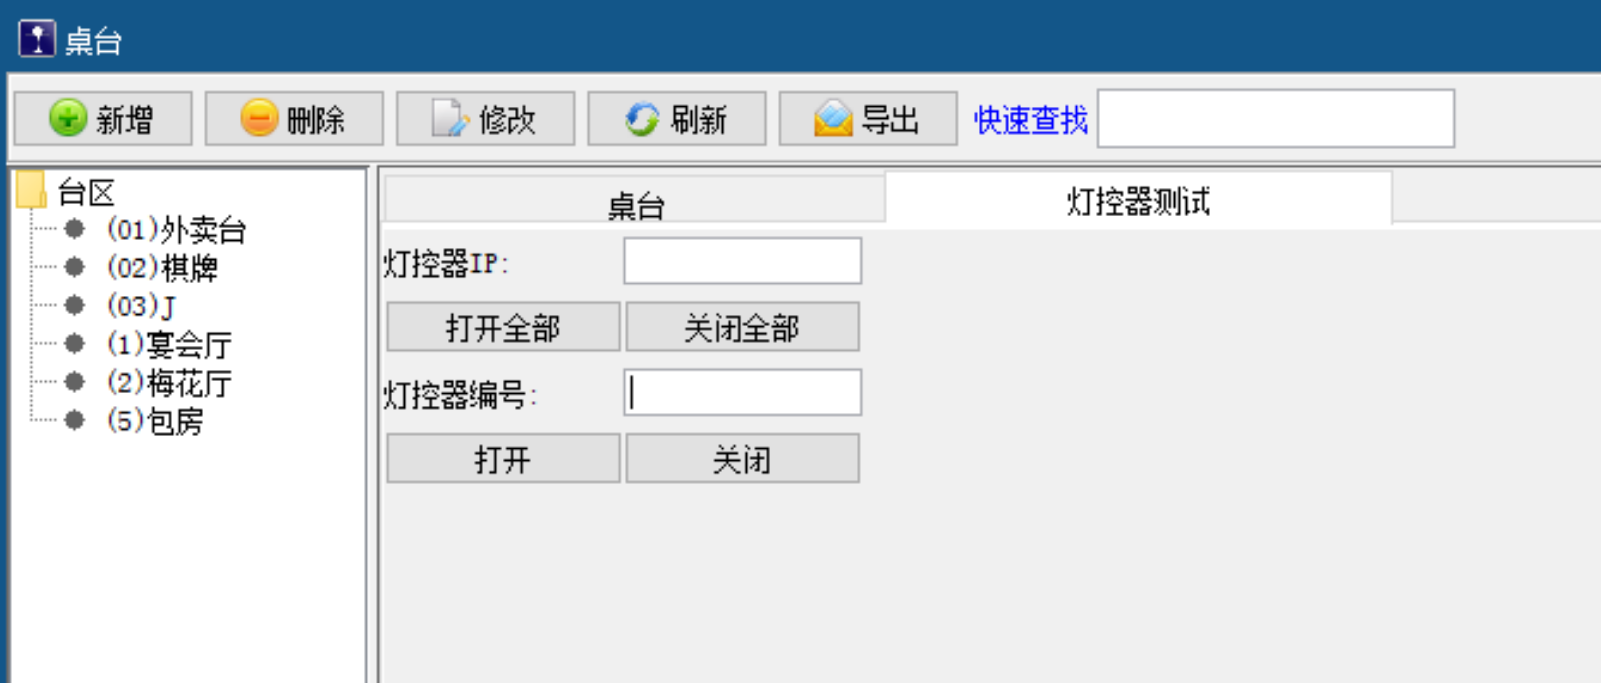 桌台
新增 删除 修改 刷新 导出 快速查找
台区
(01)外卖台
(02)棋牌
(03)J
(1)宴会厅
(2)梅花厅
(5)包房
桌台 灯控器测试
灯控器IP:
打开全部 关闭全部
灯控器编号:
打开 关闭